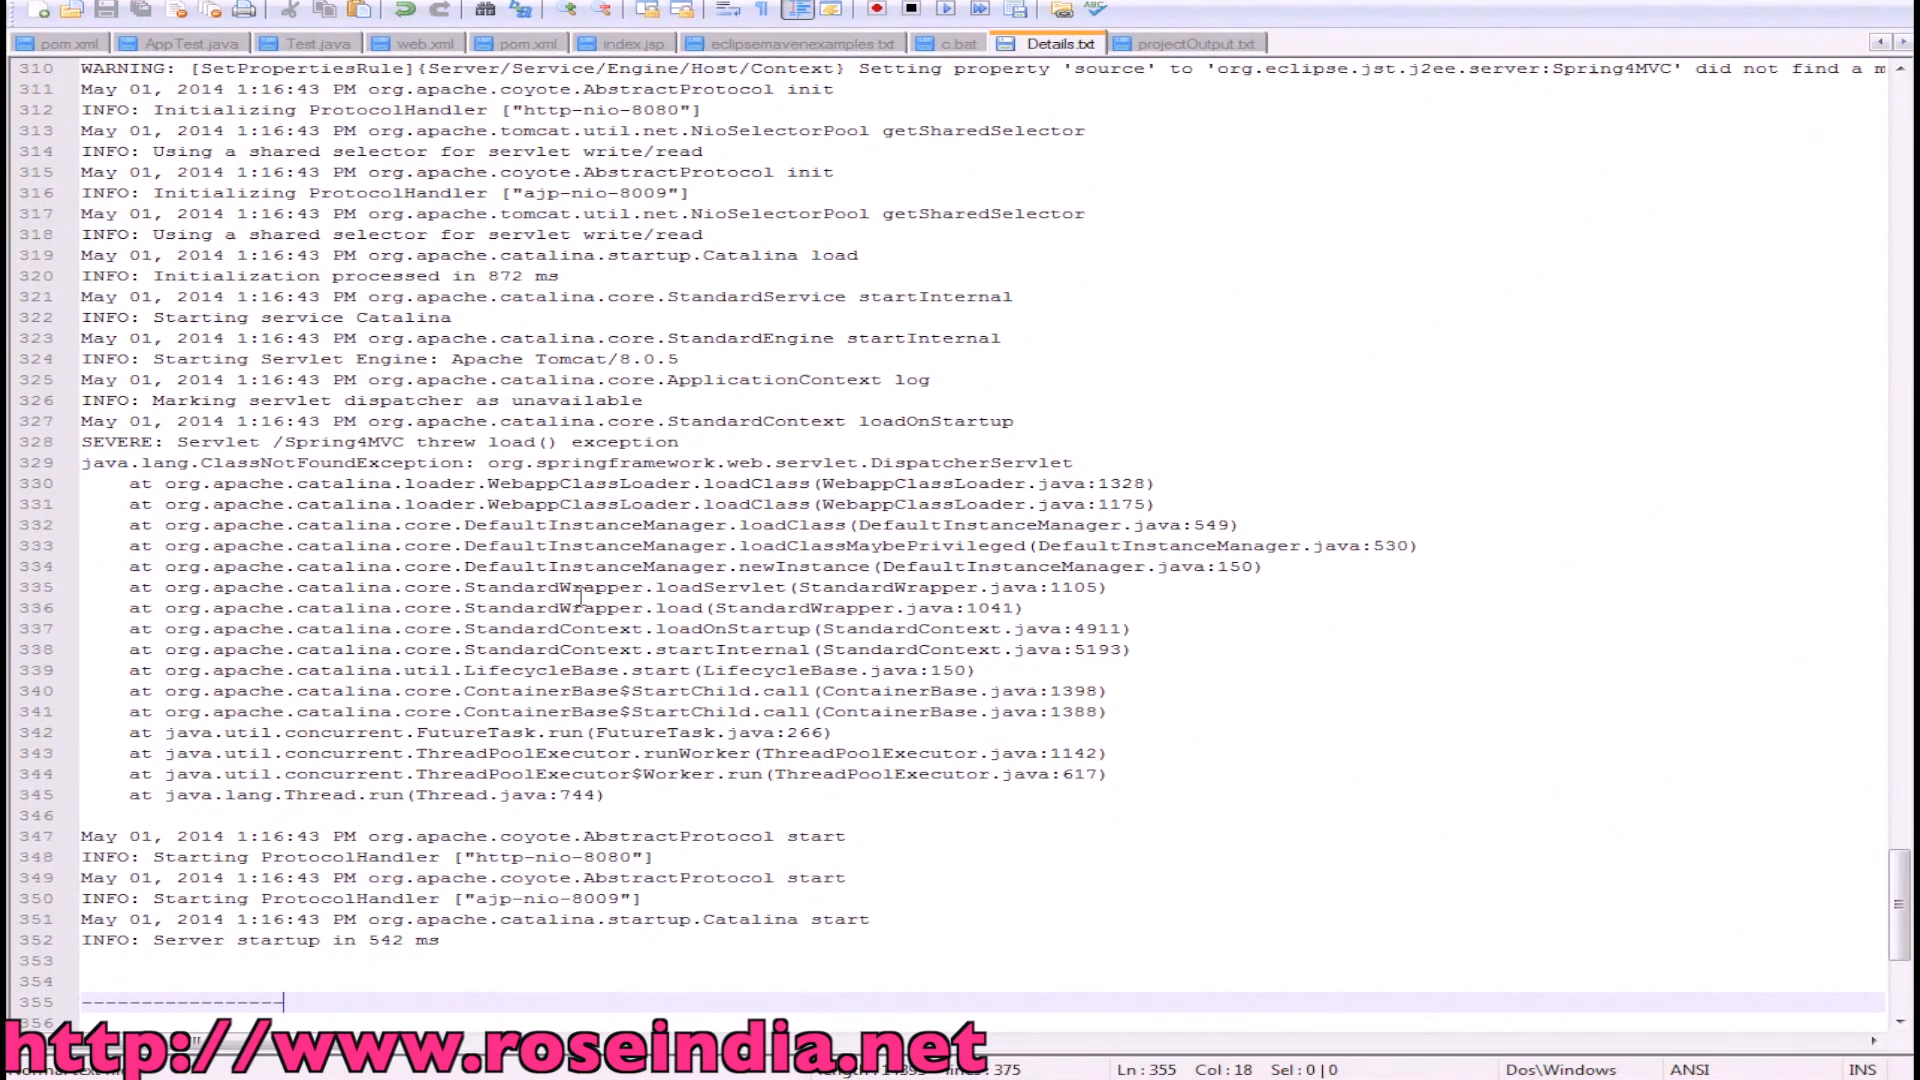 pom.xml AppTest.java Test.java web.xml pom.xml index.jsp eclipsemavenexamples.txt c.bat Details.txt projectOutput.txt
310 WARNING: [SetPropertiesRule]{Server/Service/Engine/Host/Context} Setting property 'source' to 'org.eclipse.jst.j2ee.server:Spring4MVC' did not find a m
311 May 01, 2014 1:16:43 PM org.apache.coyote.AbstractProtocol init
312 INFO: Initializing ProtocolHandler ["http-nio-8080"]
313 May 01, 2014 1:16:43 PM org.apache.tomcat.util.net.NioSelectorPool getSharedSelector
314 INFO: Using a shared selector for servlet write/read
315 May 01, 2014 1:16:43 PM org.apache.coyote.AbstractProtocol init
316 INFO: Initializing ProtocolHandler ["ajp-nio-8009"]
317 May 01, 2014 1:16:43 PM org.apache.tomcat.util.net.NioSelectorPool getSharedSelector
318 INFO: Using a shared selector for servlet write/read
319 May 01, 2014 1:16:43 PM org.apache.catalina.startup.Catalina load
320 INFO: Initialization processed in 872 ms
321 May 01, 2014 1:16:43 PM org.apache.catalina.core.StandardService startInternal
322 INFO: Starting service Catalina
323 May 01, 2014 1:16:43 PM org.apache.catalina.core.StandardEngine startInternal
324 INFO: Starting Servlet Engine: Apache Tomcat/8.0.5
325 May 01, 2014 1:16:43 PM org.apache.catalina.core.ApplicationContext log
326 INFO: Marking servlet dispatcher as unavailable
327 May 01, 2014 1:16:43 PM org.apache.catalina.core.StandardContext loadOnStartup
328 SEVERE: Servlet /Spring4MVC threw load() exception
329 java.lang.ClassNotFoundException: org.springframework.web.servlet.DispatcherServlet
330 at org.apache.catalina.loader.WebappClassLoader.loadClass(WebappClassLoader.java:1328)
331 at org.apache.catalina.loader.WebappClassLoader.loadClass(WebappClassLoader.java:1175)
332 at org.apache.catalina.core.DefaultInstanceManager.loadClass(DefaultInstanceManager.java:549)
333 at org.apache.catalina.core.DefaultInstanceManager.loadClassMaybePrivileged(DefaultInstanceManager.java:530)
334 at org.apache.catalina.core.DefaultInstanceManager.newInstance(DefaultInstanceManager.java:150)
335 at org.apache.catalina.core.StandardWrapper.loadServlet(StandardWrapper.java:1105)
336 at org.apache.catalina.core.StandardWrapper.load(StandardWrapper.java:1041)
337 at org.apache.catalina.core.StandardContext.loadOnStartup(StandardContext.java:4911)
338 at org.apache.catalina.core.StandardContext.startInternal(StandardContext.java:5193)
339 at org.apache.catalina.util.LifecycleBase.start(LifecycleBase.java:150)
340 at org.apache.catalina.core.ContainerBase$StartChild.call(ContainerBase.java:1398)
341 at org.apache.catalina.core.ContainerBase$StartChild.call(ContainerBase.java:1388)
342 at java.util.concurrent.FutureTask.run(FutureTask.java:266)
343 at java.util.concurrent.ThreadPoolExecutor.runWorker(ThreadPoolExecutor.java:1142)
344 at java.util.concurrent.ThreadPoolExecutor$Worker.run(ThreadPoolExecutor.java:617)
345 at java.lang.Thread.run(Thread.java:744)
346
347 May 01, 2014 1:16:43 PM org.apache.coyote.AbstractProtocol start
348 INFO: Starting ProtocolHandler ["http-nio-8080"]
349 May 01, 2014 1:16:43 PM org.apache.coyote.AbstractProtocol start
350 INFO: Starting ProtocolHandler ["ajp-nio-8009"]
351 May 01, 2014 1:16:43 PM org.apache.catalina.startup.Catalina start
352 INFO: Server startup in 542 ms
353
354
355 -----------------
356
http://www.roseindia.net
375 Ln : 355 Col : 18 Sel : 0 | 0 Dos\Windows ANSI INS